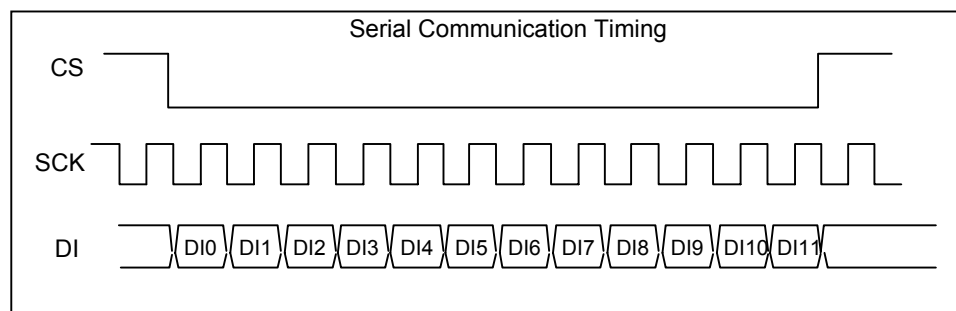 Serial Communication Timing
CS
SCK
DI
DI0 DI1 DI2 DI3 DI4 DI5 DI6 DI7 DI8 DI9 DI10 DI11